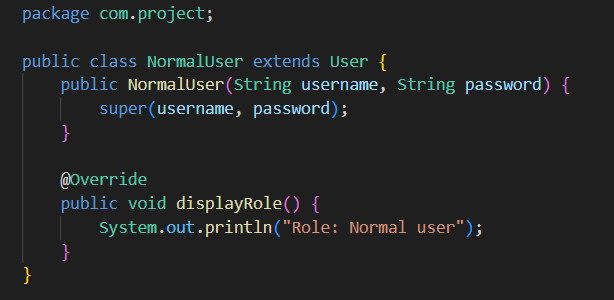 package com.project;
public class NormalUser extends User {
    public NormalUser(String username, String password) {
        super(username, password);
    }
    @Override
    public void displayRole() {
        System.out.println("Role: Normal user");
    }
}